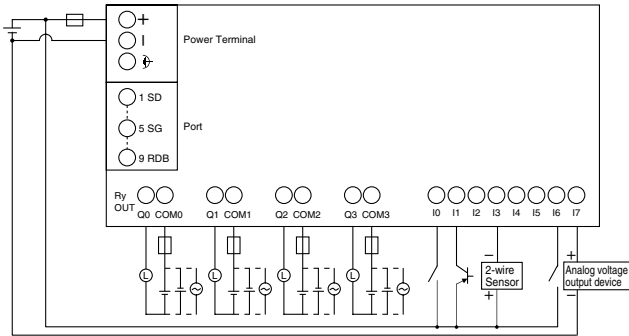 +
Power Terminal
1 SD
5 SG
Port
9 RDB
Ry
OUT
Q0 COM0 Q1 COM1 Q2 COM2 Q3 COM3 I0 I1 I2 I3 I4 I5 I6 I7
L L L L
− +
2-wire
Sensor
Analog voltage
output device
+ −